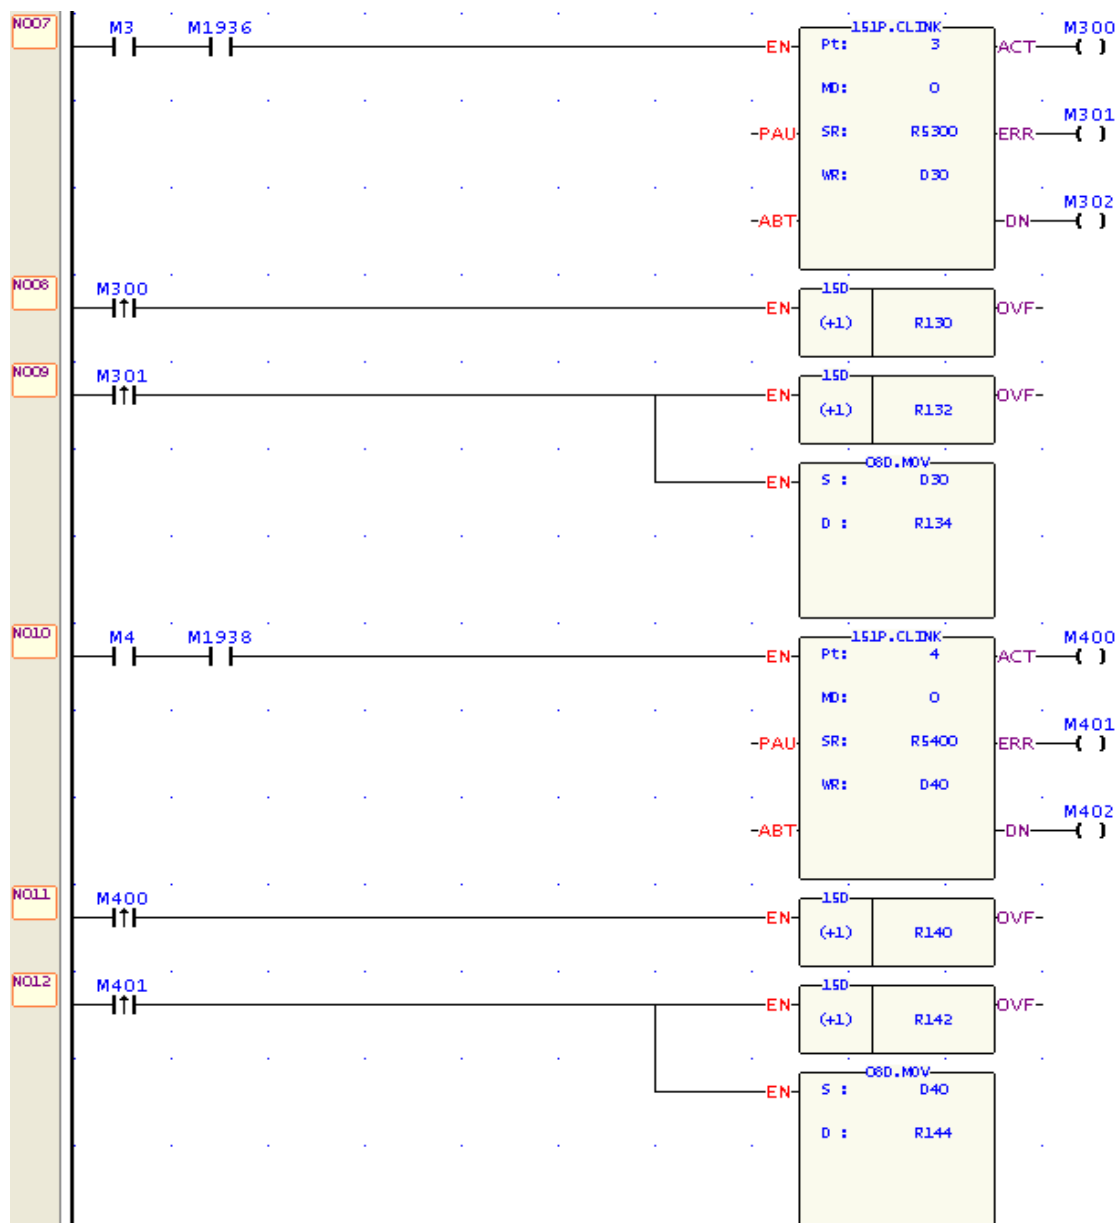 N007
M3 M1936
151P.CLINK
EN Pt: 3 ACT M300
MD: 0
PAU SR: R5300 ERR M301
WR: D30
ABT DN M302
N008
M300
15D
EN (+1) R130 OVF
N009
M301
15D
EN (+1) R132 OVF
08D.MOV
EN S : D30
D : R134
N010
M4 M1938
151P.CLINK
EN Pt: 4 ACT M400
MD: 0
PAU SR: R5400 ERR M401
WR: D40
ABT DN M402
N011
M400
15D
EN (+1) R140 OVF
N012
M401
15D
EN (+1) R142 OVF
08D.MOV
EN S : D40
D : R144